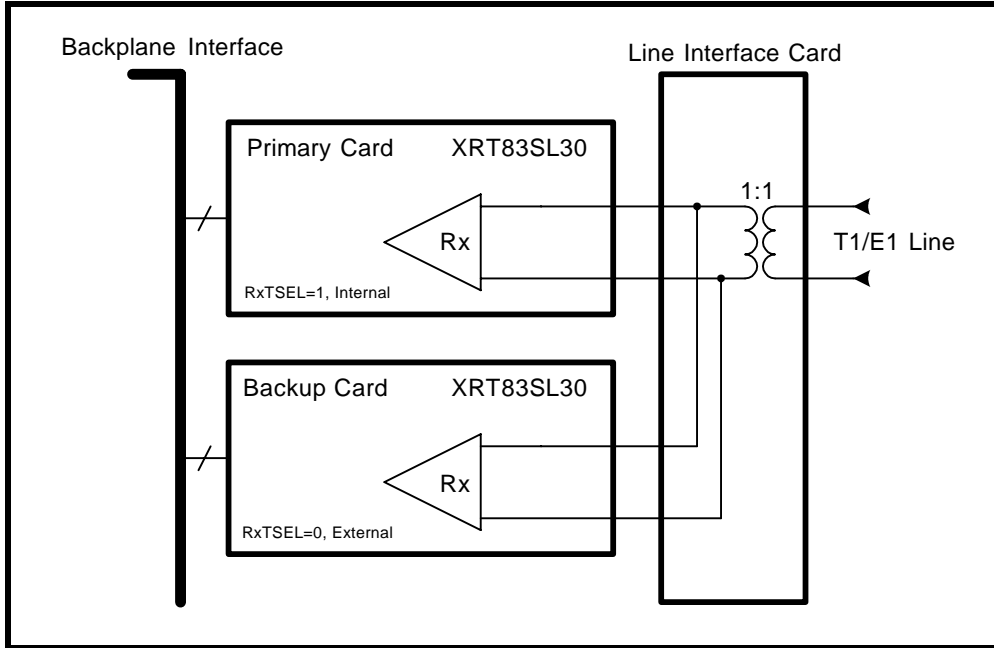 Backplane Interface
Line Interface Card
Primary Card XRT83SL30
1:1
Rx
T1/E1 Line
RxTSEL=1, Internal
Backup Card XRT83SL30
Rx
RxTSEL=0, External